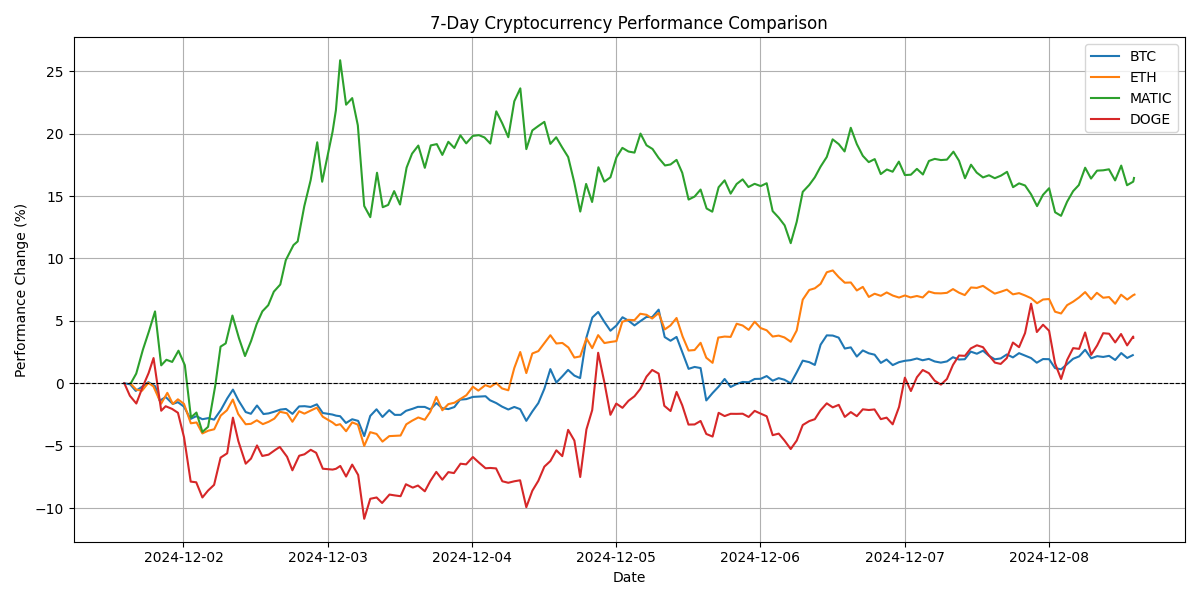 7-Day Cryptocurrency Performance Comparison
BTC
ETH
MATIC
DOGE
Performance Change (%)
25
20
15
10
5
0
−5
−10
2024-12-02 2024-12-03 2024-12-04 2024-12-05 2024-12-06 2024-12-07 2024-12-08
Date